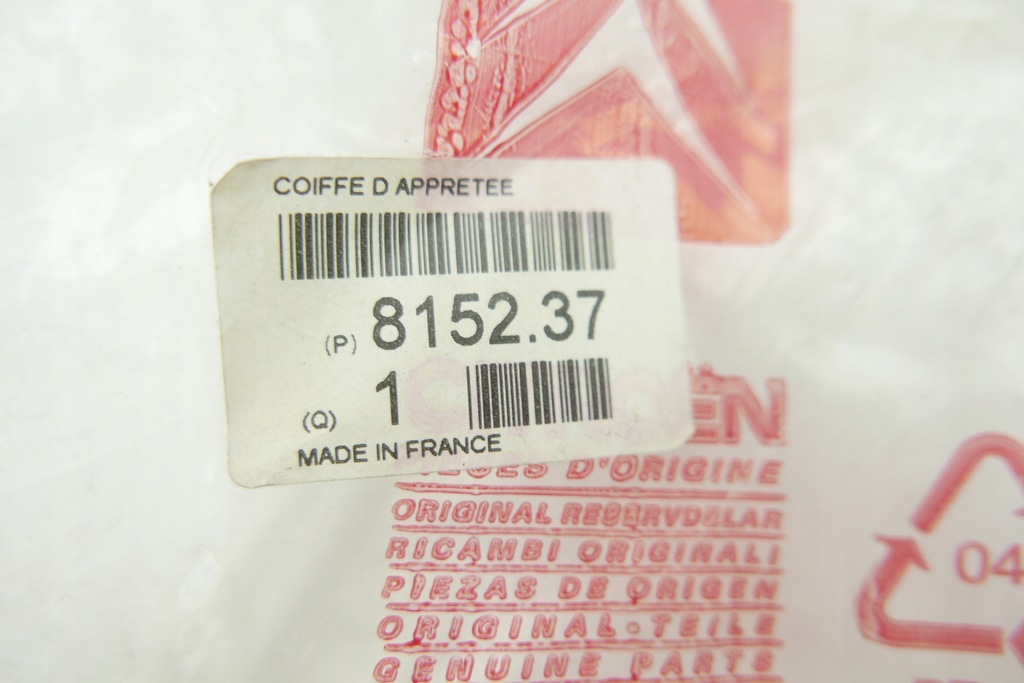 COIFFE D APPRETEE
(P) 8152.37
(Q) 1
MADE IN FRANCE
D'ORIGINE
ORIGINAL RESERVDELAR
RICAMBI ORIGINALI
PIEZAS DE ORIGEN
ORIGINAL-TEILE
GENUINE PARTS
04